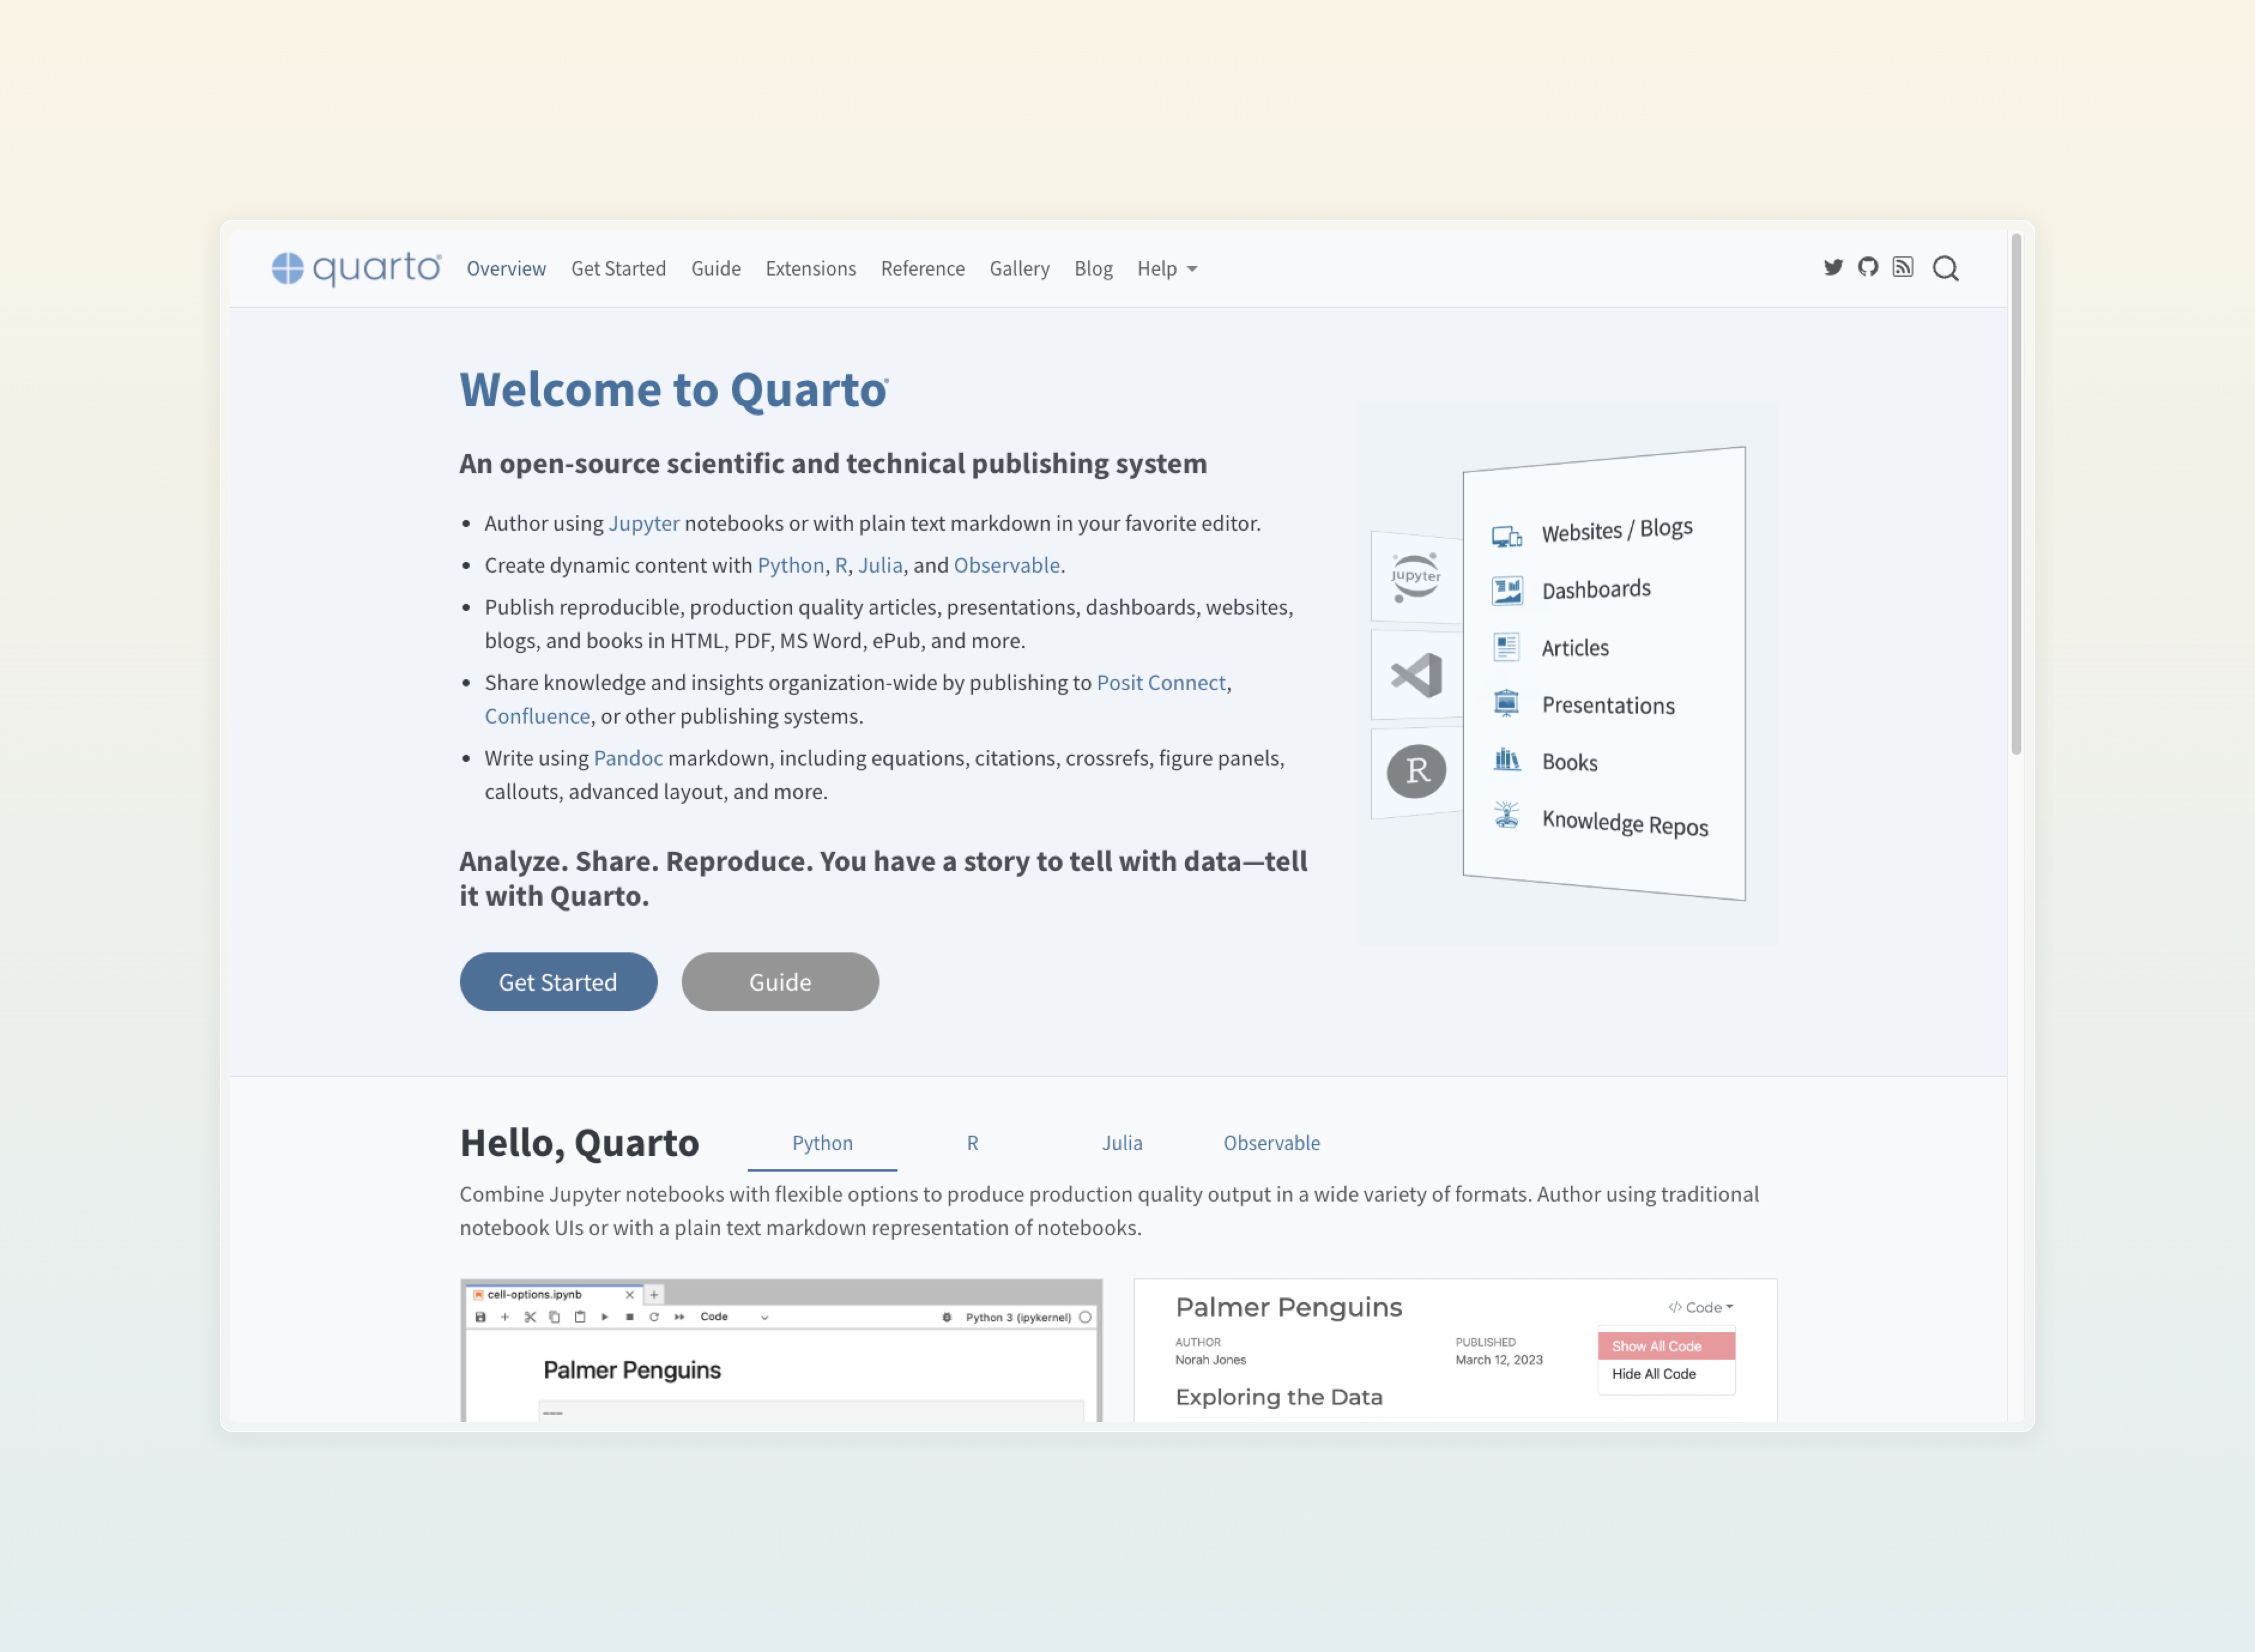 quarto
Overview Get Started Guide Extensions Reference Gallery Blog Help
Welcome to Quarto
An open-source scientific and technical publishing system
• Author using Jupyter notebooks or with plain text markdown in your favorite editor.
• Create dynamic content with Python, R, Julia, and Observable.
• Publish reproducible, production quality articles, presentations, dashboards, websites,
blogs, and books in HTML, PDF, MS Word, ePub, and more.
• Share knowledge and insights organization-wide by publishing to Posit Connect,
Confluence, or other publishing systems.
• Write using Pandoc markdown, including equations, citations, crossrefs, figure panels,
callouts, advanced layout, and more.
Analyze. Share. Reproduce. You have a story to tell with data—tell
it with Quarto.
Get Started
Guide
Jupyter
R
Websites / Blogs
Dashboards
Articles
Presentations
Books
Knowledge Repos
Hello, Quarto
Python R Julia Observable
Combine Jupyter notebooks with flexible options to produce production quality output in a wide variety of formats. Author using traditional
notebook UIs or with a plain text markdown representation of notebooks.
cell-options.ipynb
Code
Python 3 (ipykernel)
Palmer Penguins
---
Palmer Penguins
</> Code
AUTHOR
Norah Jones
PUBLISHED
March 12, 2023
Show All Code
Hide All Code
Exploring the Data